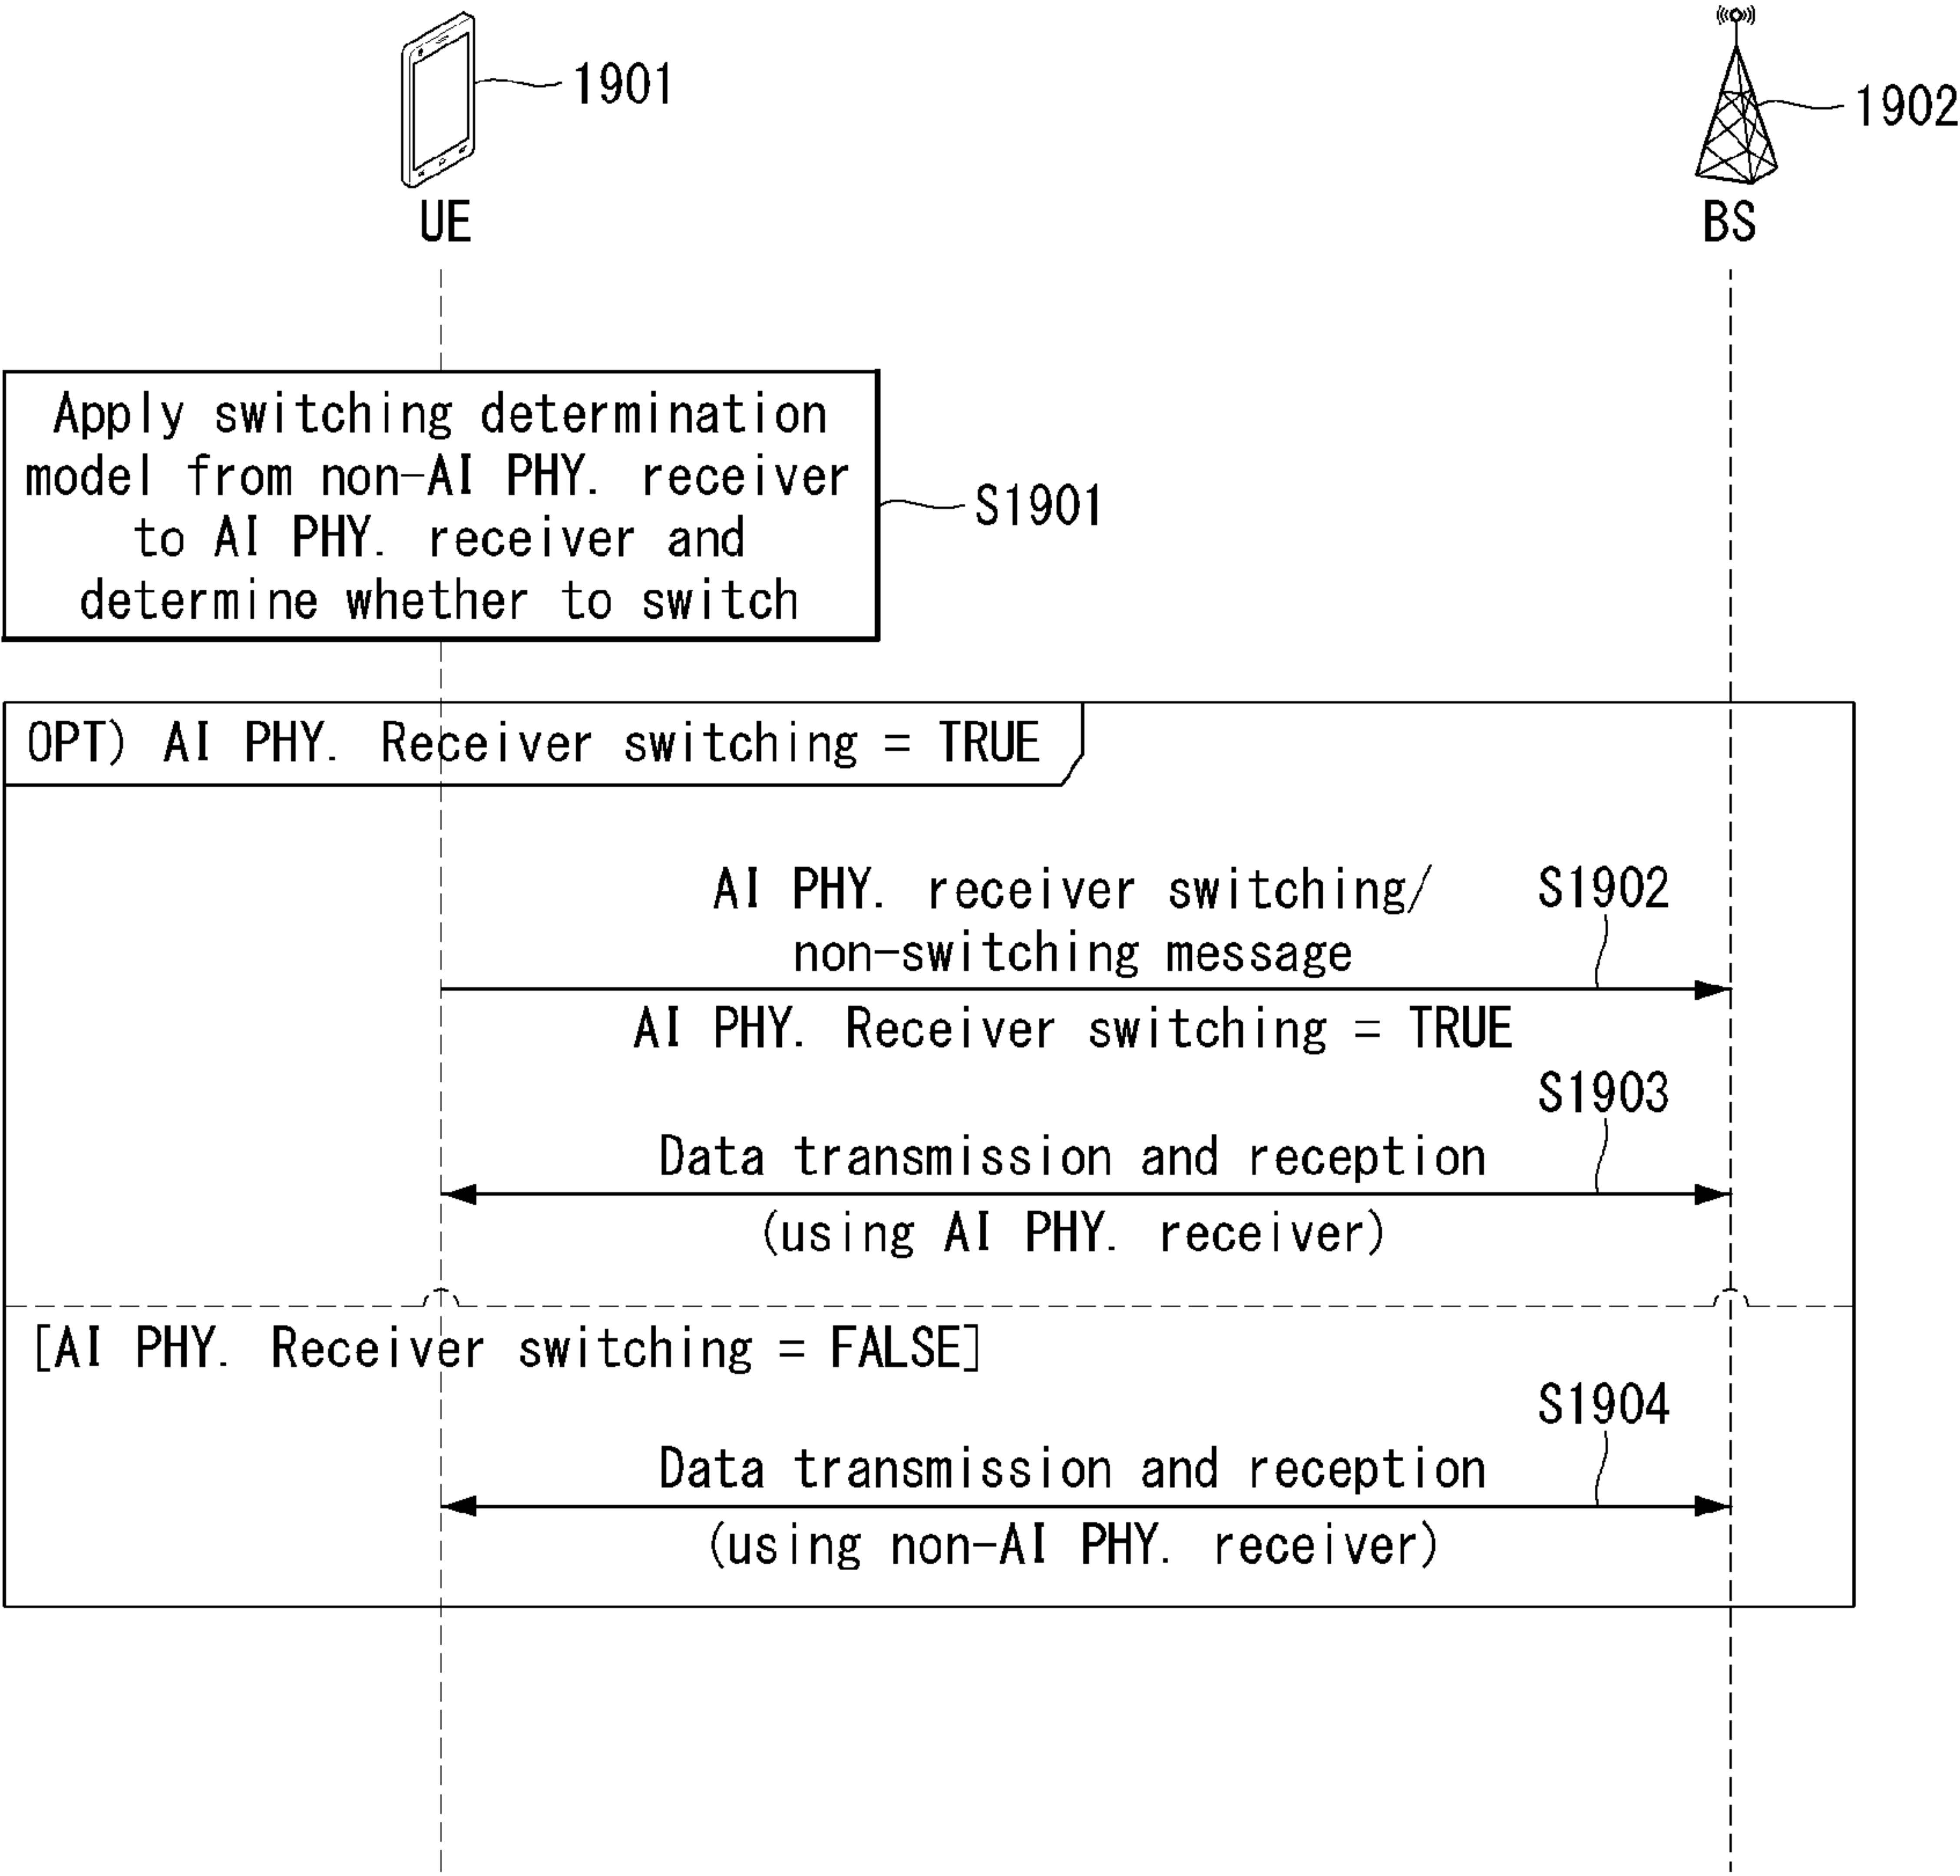 1901
1902
UE
BS
Apply switching determination
model from non-AI PHY. receiver
to AI PHY. receiver and
determine whether to switch
S1901
OPT) AI PHY. Receiver switching = TRUE
AI PHY. receiver switching/
non-switching message
S1902
AI PHY. Receiver switching = TRUE
S1903
Data transmission and reception
(using AI PHY. receiver)
[AI PHY. Receiver switching = FALSE]
S1904
Data transmission and reception
(using non-AI PHY. receiver)